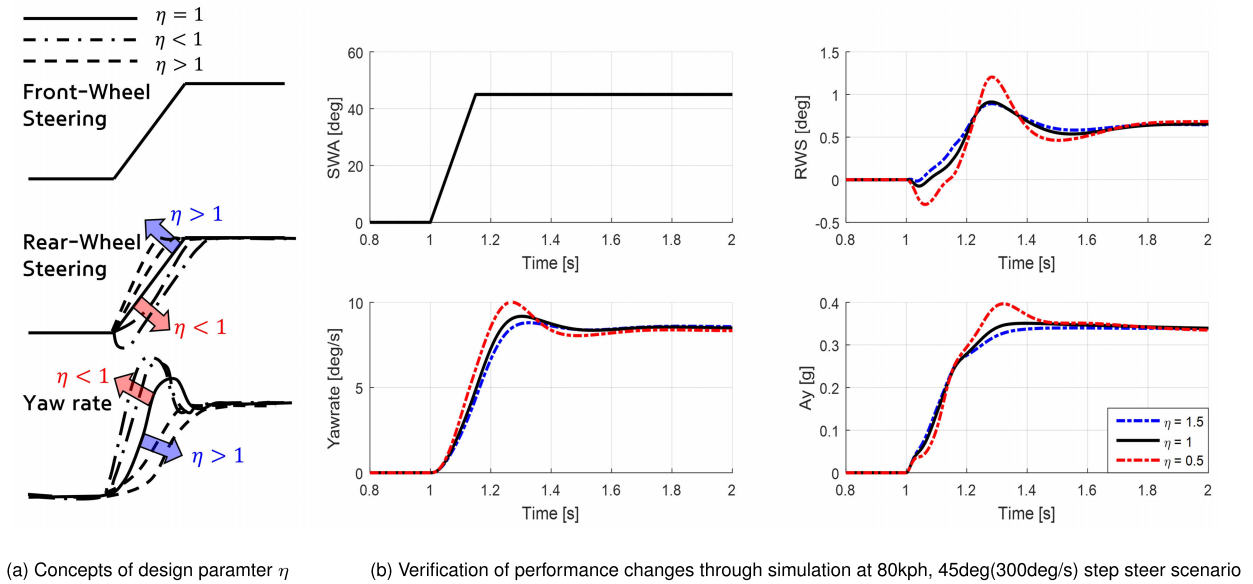 η = 1
η < 1
η > 1
Front-Wheel
Steering
η > 1
Rear-Wheel
Steering
η < 1
η < 1
Yaw rate
η > 1
60
40
20
0
SWA [deg]
0.8 1 1.2 1.4 1.6 1.8 2
Time [s]
1.5
1
0.5
0
-0.5
RWS [deg]
0.8 1 1.2 1.4 1.6 1.8 2
Time [s]
10
5
0
Yawrate [deg/s]
0.8 1 1.2 1.4 1.6 1.8 2
Time [s]
0.4
0.3
0.2
0.1
0
Ay [g]
η = 1.5
η = 1
η = 0.5
0.8 1 1.2 1.4 1.6 1.8 2
Time [s]
(a) Concepts of design paramter η
(b) Verification of performance changes through simulation at 80kph, 45deg(300deg/s) step steer scenario